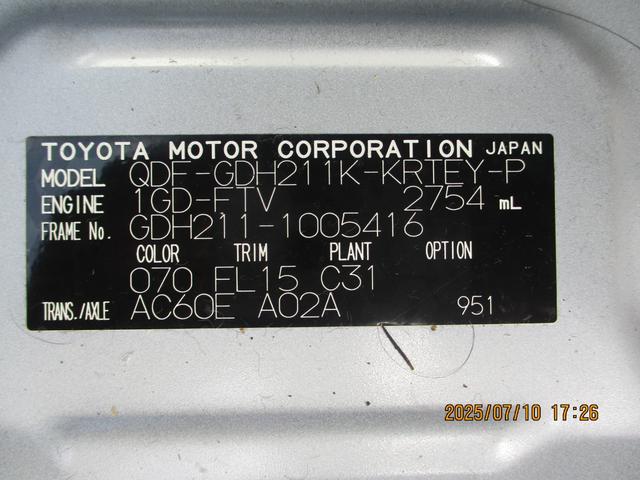 TOYOTA MOTOR CORPORATION JAPAN
MODEL QDF-GDH211K-KRTEY-P
ENGINE 1GD-FTV 2754 mL
FRAME No. GDH211-1005416
COLOR TRIM PLANT OPTION
070 FL15 C31
TRANS./AXLE AC60E A02A 951
2025/07/10 17:26